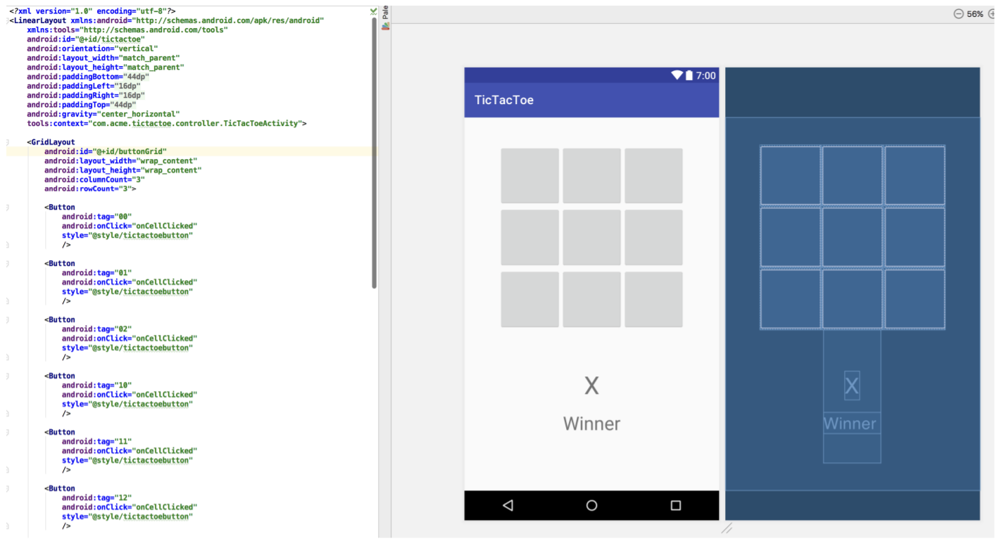 <?xml version="1.0" encoding="utf-8"?>
<LinearLayout xmlns:android="http://schemas.android.com/apk/res/android"
xmlns:tools="http://schemas.android.com/tools"
android:id="@+id/tictactoe"
android:orientation="vertical"
android:layout_width="match_parent"
android:layout_height="match_parent"
android:paddingBottom="44dp"
android:paddingLeft="16dp"
android:paddingRight="16dp"
android:paddingTop="44dp"
android:gravity="center_horizontal"
tools:context="com.acme.tictactoe.controller.TicTacToeActivity">
<GridLayout
android:id="@+id/buttonGrid"
android:layout_width="wrap_content"
android:layout_height="wrap_content"
android:columnCount="3"
android:rowCount="3">
<Button
android:tag="00"
android:onClick="onCellClicked"
style="@style/tictactoebutton"
/>
<Button
android:tag="01"
android:onClick="onCellClicked"
style="@style/tictactoebutton"
/>
<Button
android:tag="02"
android:onClick="onCellClicked"
style="@style/tictactoebutton"
/>
<Button
android:tag="10"
android:onClick="onCellClicked"
style="@style/tictactoebutton"
/>
<Button
android:tag="11"
android:onClick="onCellClicked"
style="@style/tictactoebutton"
/>
<Button
android:tag="12"
android:onClick="onCellClicked"
style="@style/tictactoebutton"
/>
Pale
56%
7:00
TicTacToe
X
Winner
X
Winner